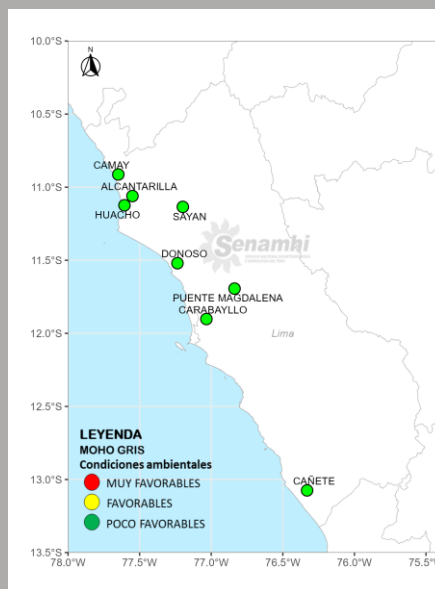 10.0°S
N
10.5°S
CAMAY
11.0°S
ALCANTARILLA
HUACHO
SAYAN
Senamhi
DONOSO
11.5°S
PUENTE MAGDALENA
CARABAYLLO
12.0°S
Lima
12.5°S
LEYENDA
MOHO GRIS
Condiciones ambientales
MUY FAVORABLES
FAVORABLES
POCO FAVORABLES
13.0°S
CAÑETE
13.5°S
78.0°W
77.5°W
77.0°W
76.5°W
76.0°W
75.5°W